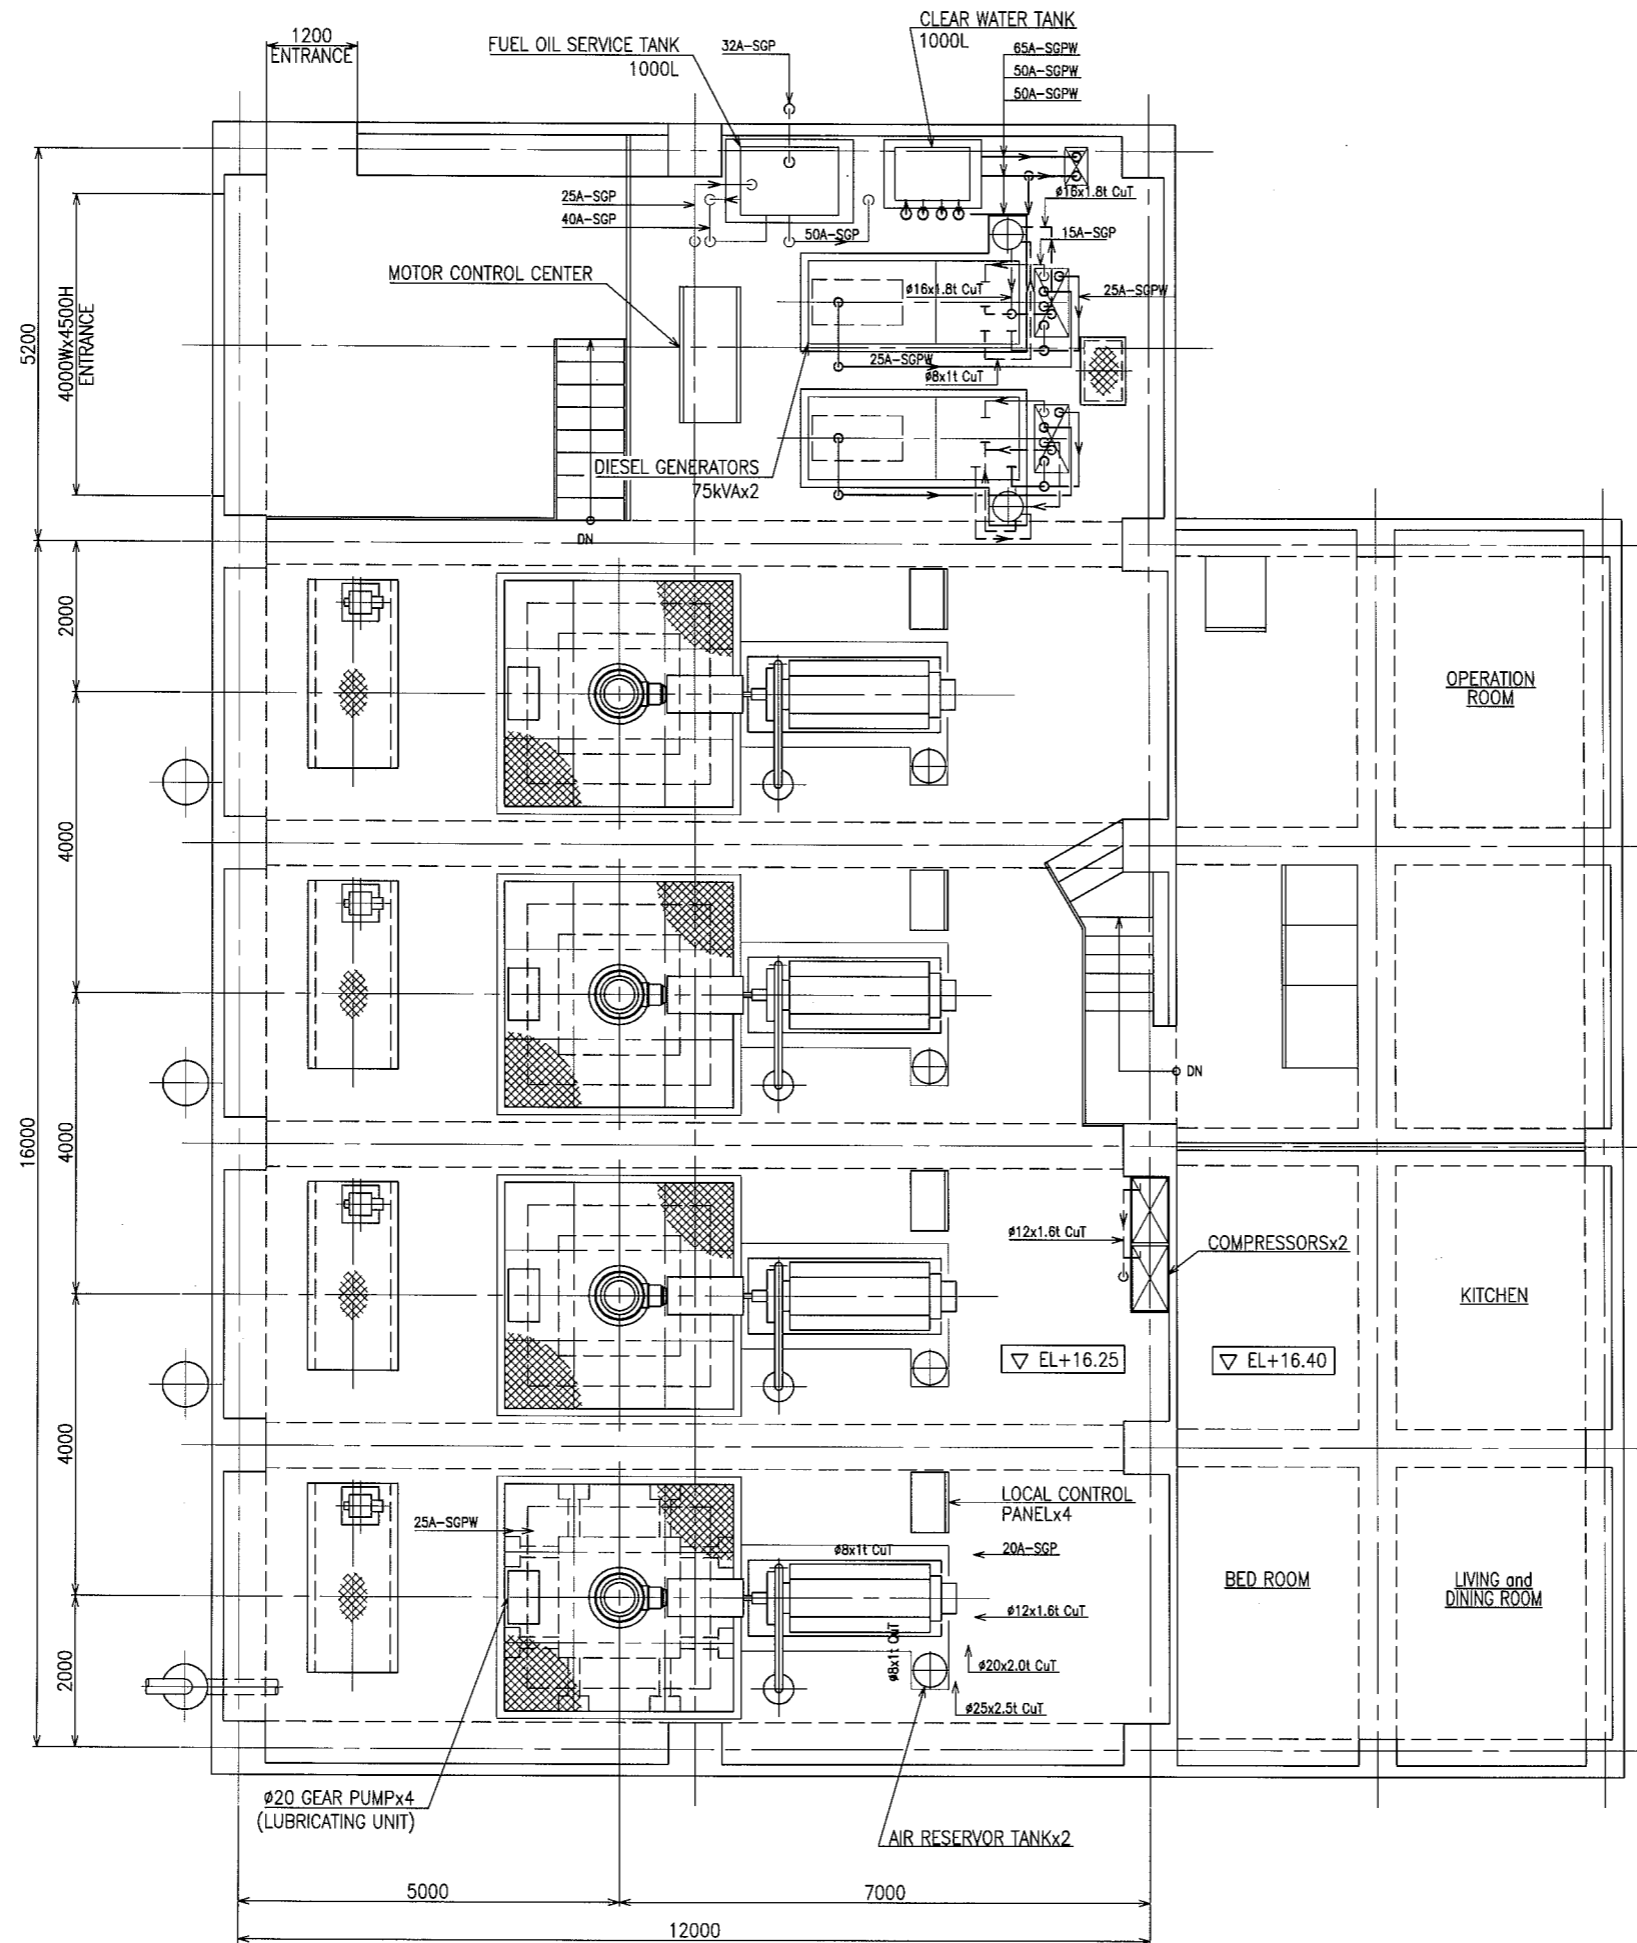 CLEAR WATER TANK
1000L
1200
ENTRANCE
FUEL OIL SERVICE TANK
1000L
32A-SGP
65A-SGPW
50A-SGPW
50A-SGPW
25A-SGP
40A-SGP
50A-SGP
ø16x1.8t CuT
15A-SGP
MOTOR CONTROL CENTER
ø16x1.8t CuT
25A-SGPW
5200
4000Wx4500H
ENTRANCE
25A-SGPW
ø8x1t CuT
DIESEL GENERATORS
75kVAx2
DN
2000
OPERATION
ROOM
4000
DN
16000
4000
ø12x1.6t CuT
COMPRESSORSx2
KITCHEN
▽ EL+16.25
▽ EL+16.40
4000
LOCAL CONTROL
PANELx4
25A-SGPW
ø8x1t CuT
20A-SGP
BED ROOM
LIVING and
DINING ROOM
ø12x1.6t CuT
ø8x1t CuT
2000
ø20x2.0t CuT
ø25x2.5t CuT
ø20 GEAR PUMPx4
(LUBRICATING UNIT)
AIR RESERVOR TANKx2
5000
7000
12000